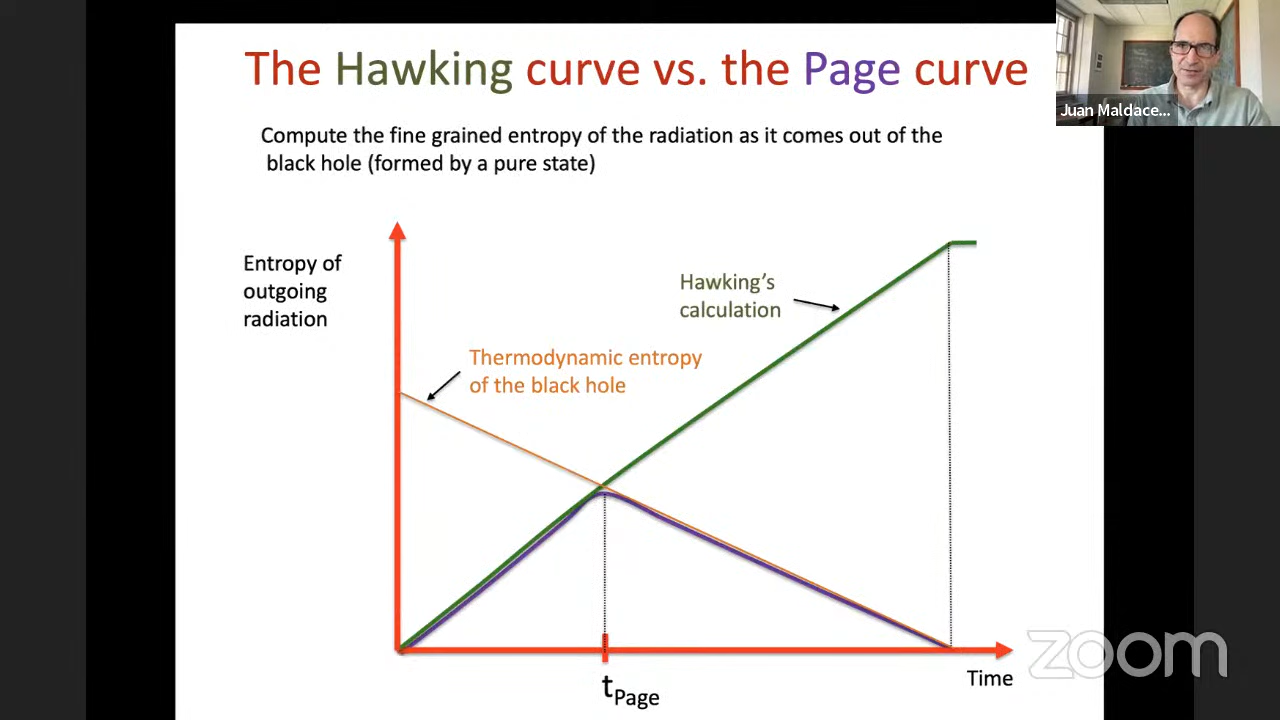 The Hawking curve vs. the Page curve
Juan Maldace...
Compute the fine grained entropy of the radiation as it comes out of the
black hole (formed by a pure state)
Entropy of
outgoing
radiation
Hawking’s
calculation
Thermodynamic entropy
of the black hole
zoom
Time
tPage